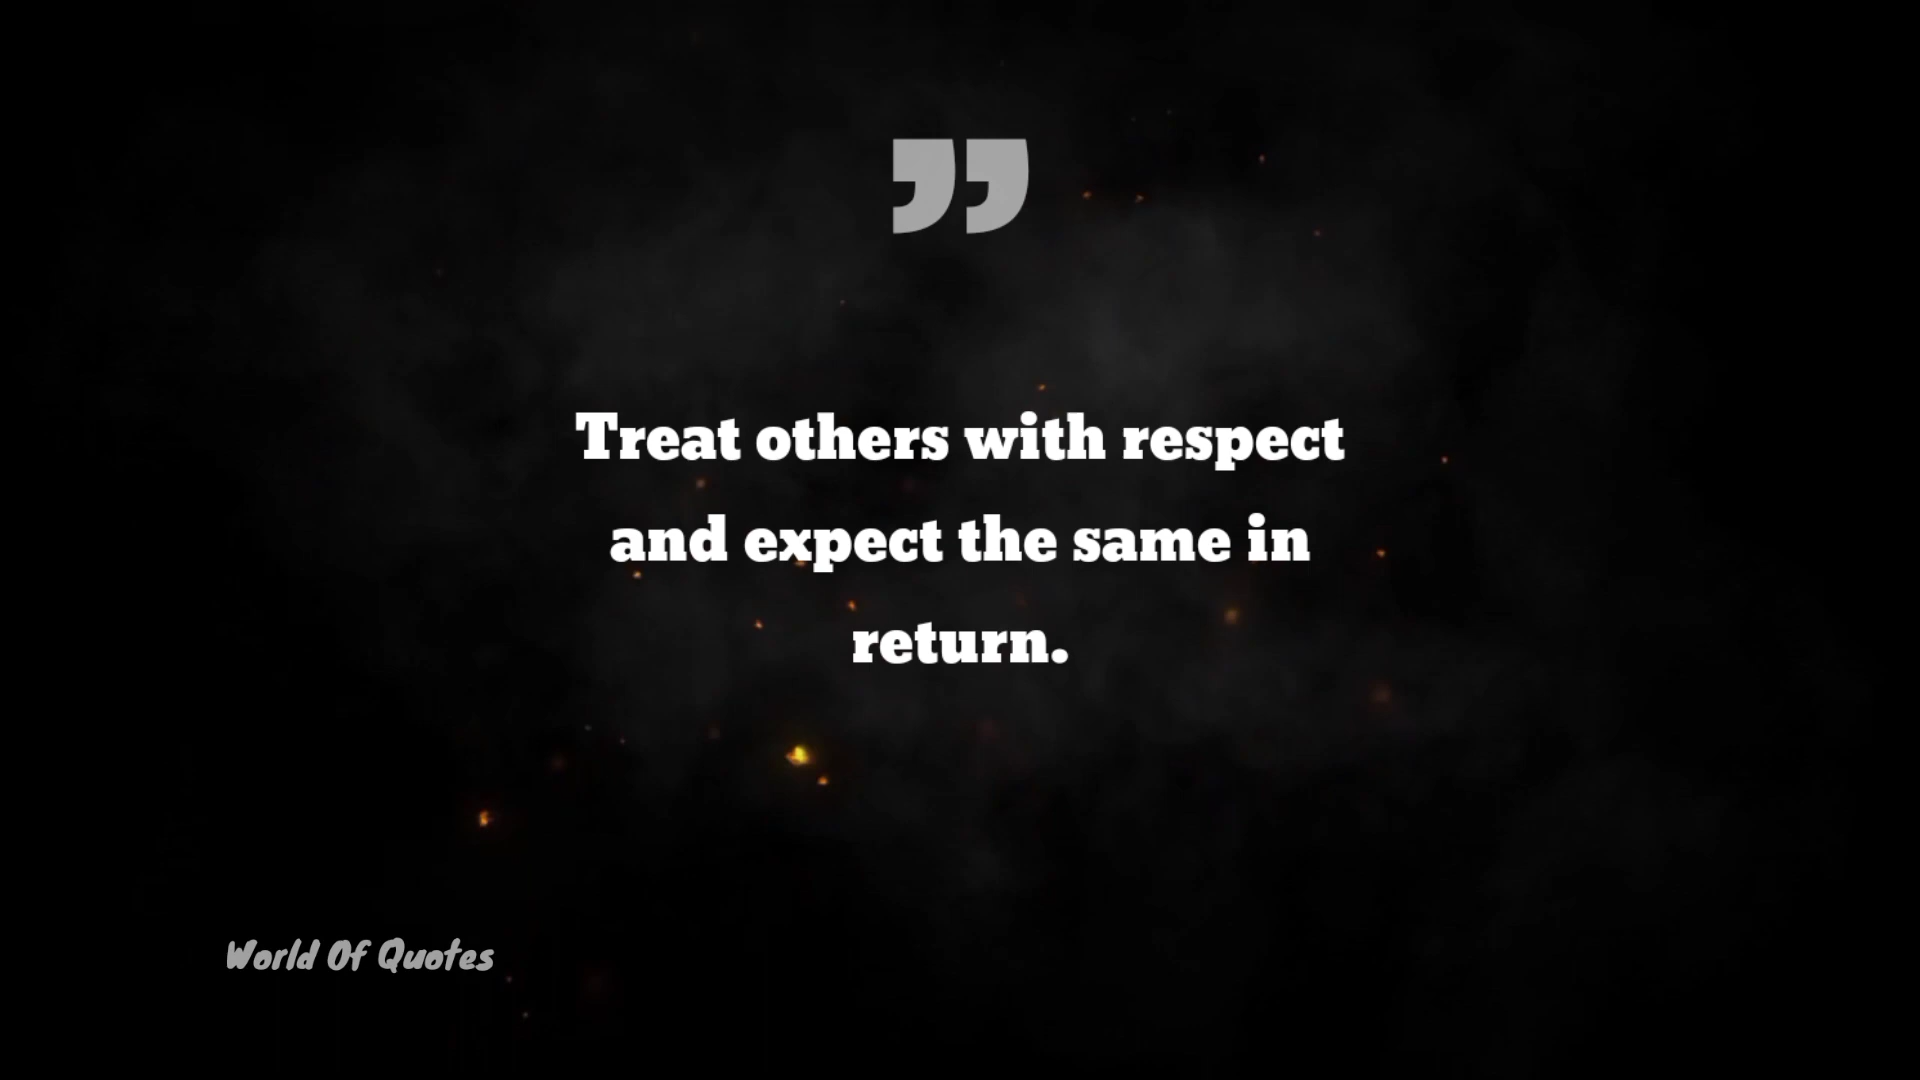 ”
Treat others with respect
and expect the same in
return.
World Of Quotes